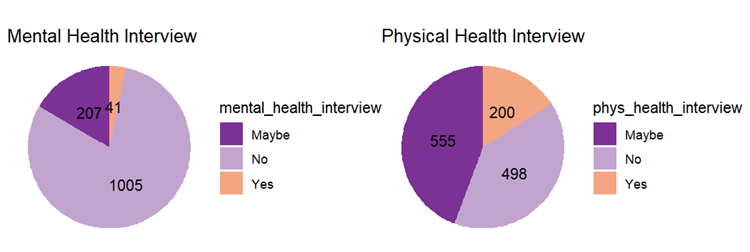 Mental Health Interview
207
41
1005
mental_health_interview
Maybe
No
Yes
Physical Health Interview
200
555
498
phys_health_interview
Maybe
No
Yes